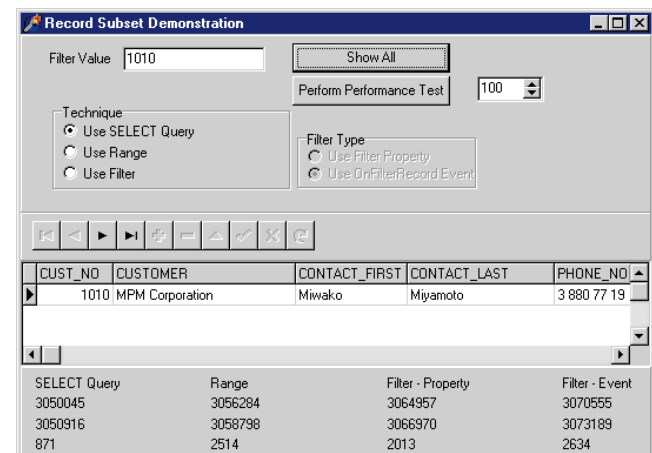 Record Subset Demonstration
Filter Value 1010 Show All
Perform Performance Test 100
Technique
Use SELECT Query
Use Range
Use Filter
Filter Type
Use Filter Property
Use OnFilterRecord Event
CUST_NO CUSTOMER CONTACT_FIRST CONTACT_LAST PHONE_NO
1010 MPM Corporation Miwako Miyamoto 3 880 77 19
SELECT Query Range Filter - Property Filter - Event
3050045 3056284 3064957 3070555
3050916 3058798 3066970 3073189
871 2514 2013 2634